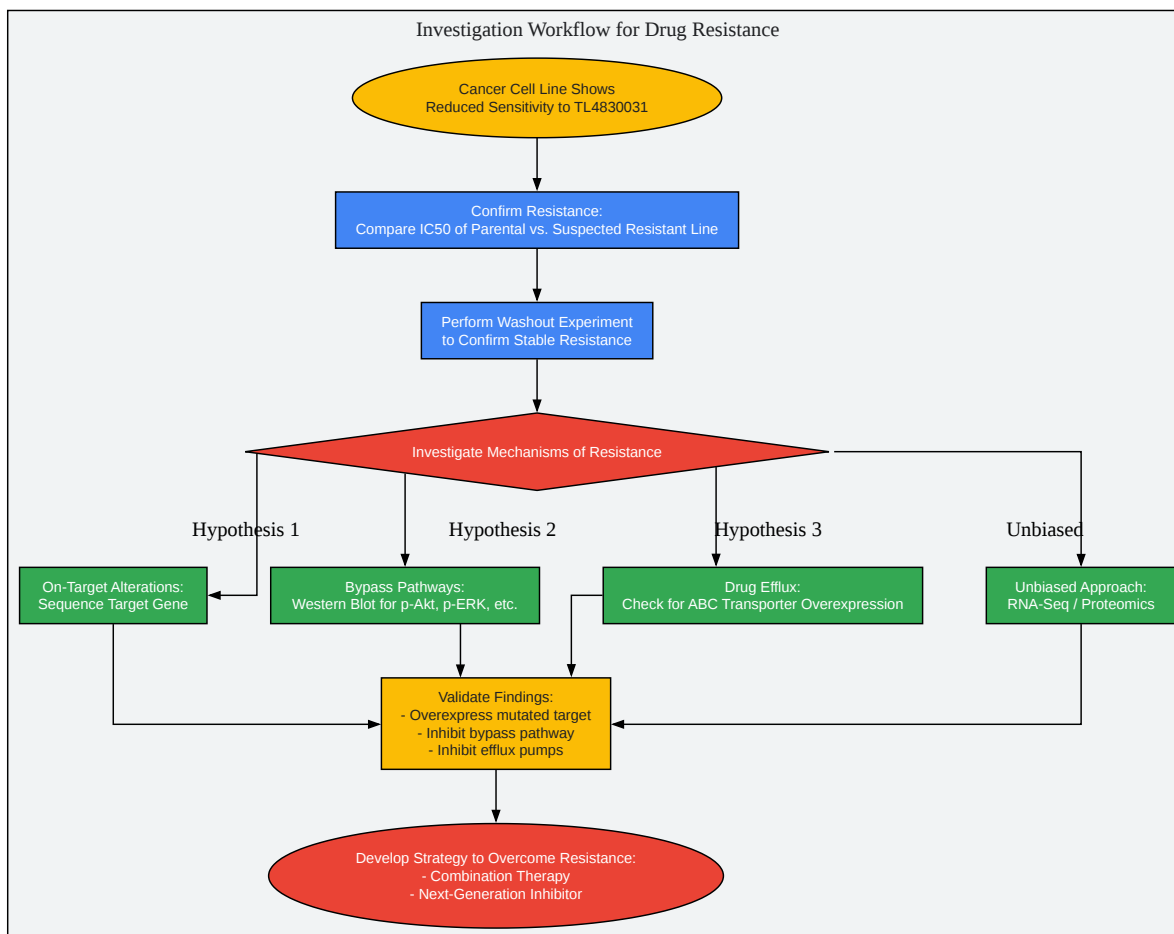 Investigation Workflow for Drug Resistance
Cancer Cell Line Shows
Reduced Sensitivity to TL4830031
Confirm Resistance:
Compare IC50 of Parental vs. Suspected Resistant Line
Perform Washout Experiment
to Confirm Stable Resistance
Investigate Mechanisms of Resistance
Hypothesis 1
Hypothesis 2
Hypothesis 3
Unbiased
On-Target Alterations:
Sequence Target Gene
Bypass Pathways:
Western Blot for p-Akt, p-ERK, etc.
Drug Efflux:
Check for ABC Transporter Overexpression
Unbiased Approach:
RNA-Seq / Proteomics
Validate Findings:
- Overexpress mutated target
- Inhibit bypass pathway
- Inhibit efflux pumps
Develop Strategy to Overcome Resistance:
- Combination Therapy
- Next-Generation Inhibitor